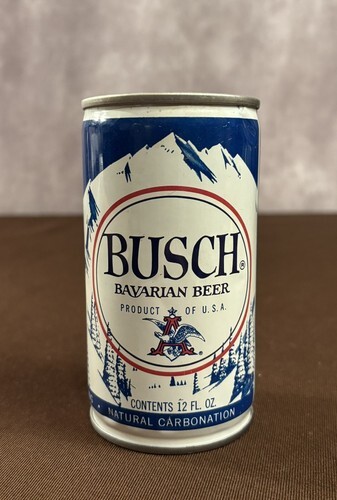 BUSCH®
BAVARIAN BEER
PRODUCT OF U.S.A.
A
®
CONTENTS 12 FL. OZ.
NATURAL CARBONATION